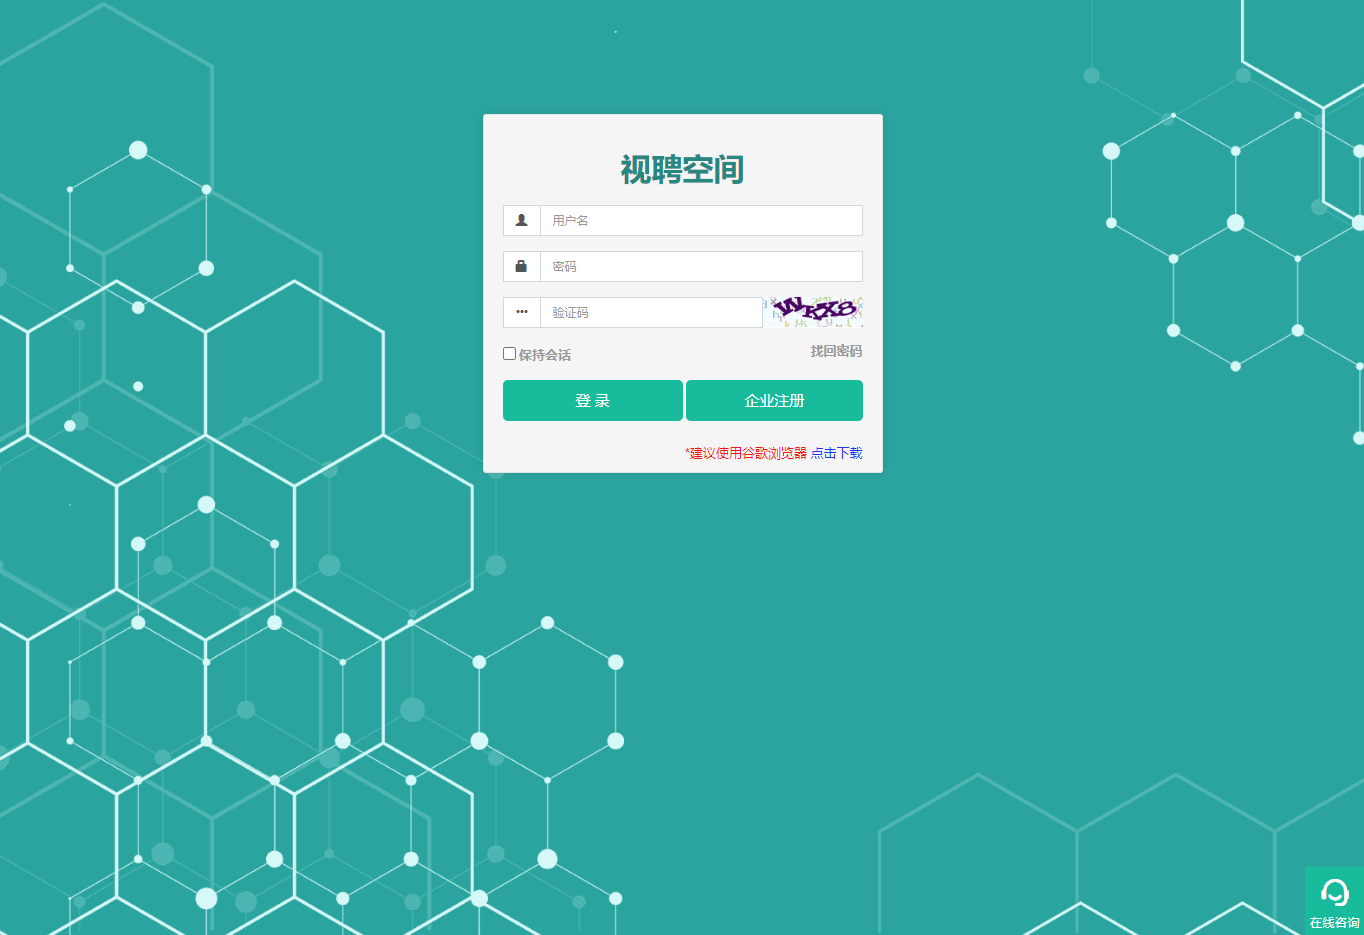 视聘空间
用户名
密码
验证码
WKX8
保持会话
找回密码
登 录
企业注册
*建议使用谷歌浏览器 点击下载
在线咨询